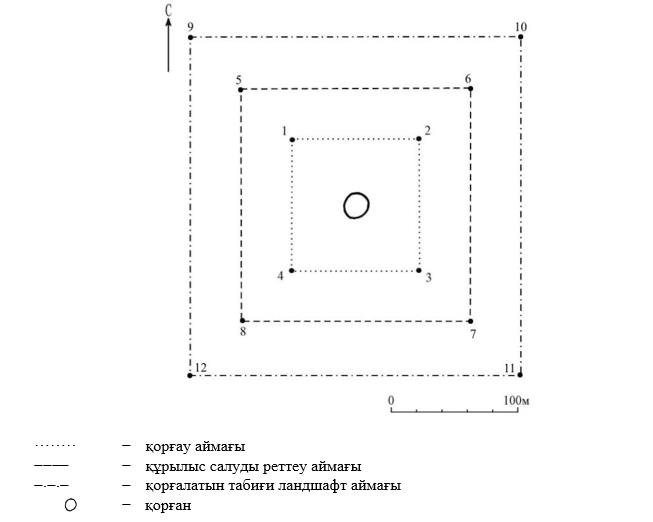 С
9
10
5
6
1
2
4
3
8
7
12
11
0
100м
– қорғау аймағы
– құрылыс салуды реттеу аймағы
– қорғалатын табиғи ландшафт аймағы
– қорған